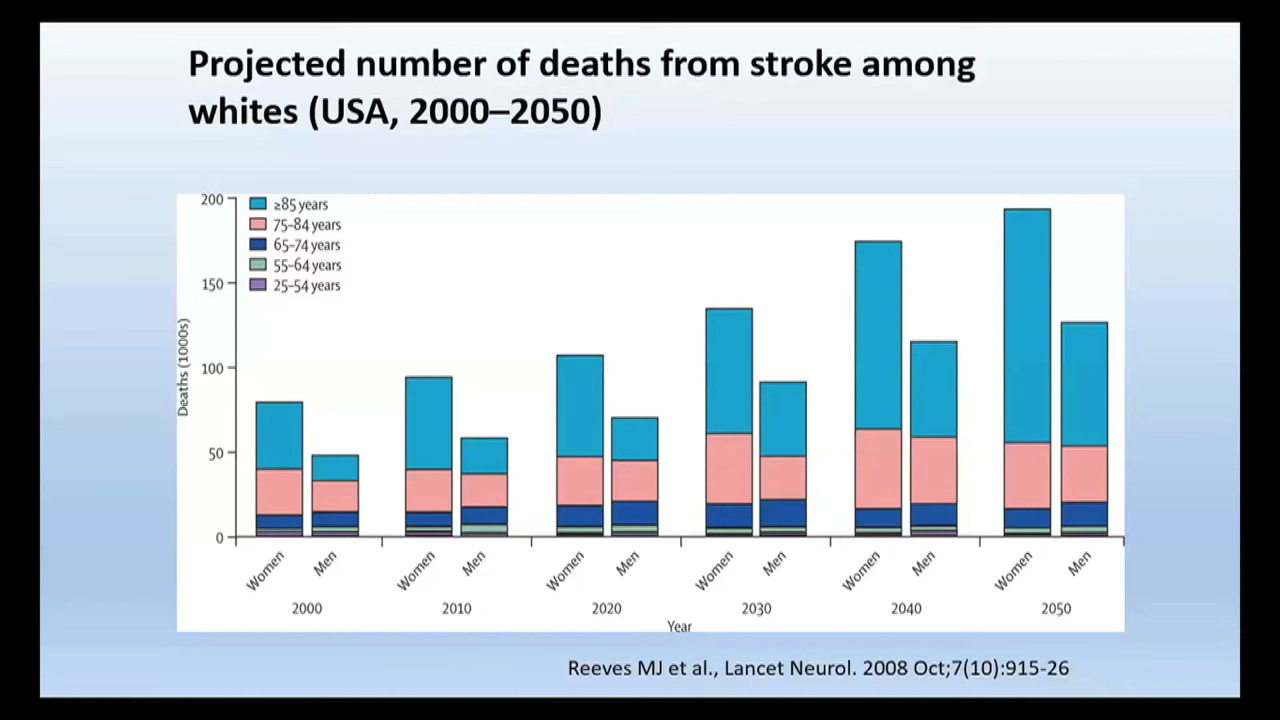 Projected number of deaths from stroke among
whites (USA, 2000–2050)
200
150
100
50
0
Deaths (1000s)
≥85 years
75–84 years
65–74 years
55–64 years
25–54 years
Women Men Women Men Women Men Women Men Women Men Women Men
2000 2010 2020 2030 2040 2050
Year
Reeves MJ et al., Lancet Neurol. 2008 Oct;7(10):915-26